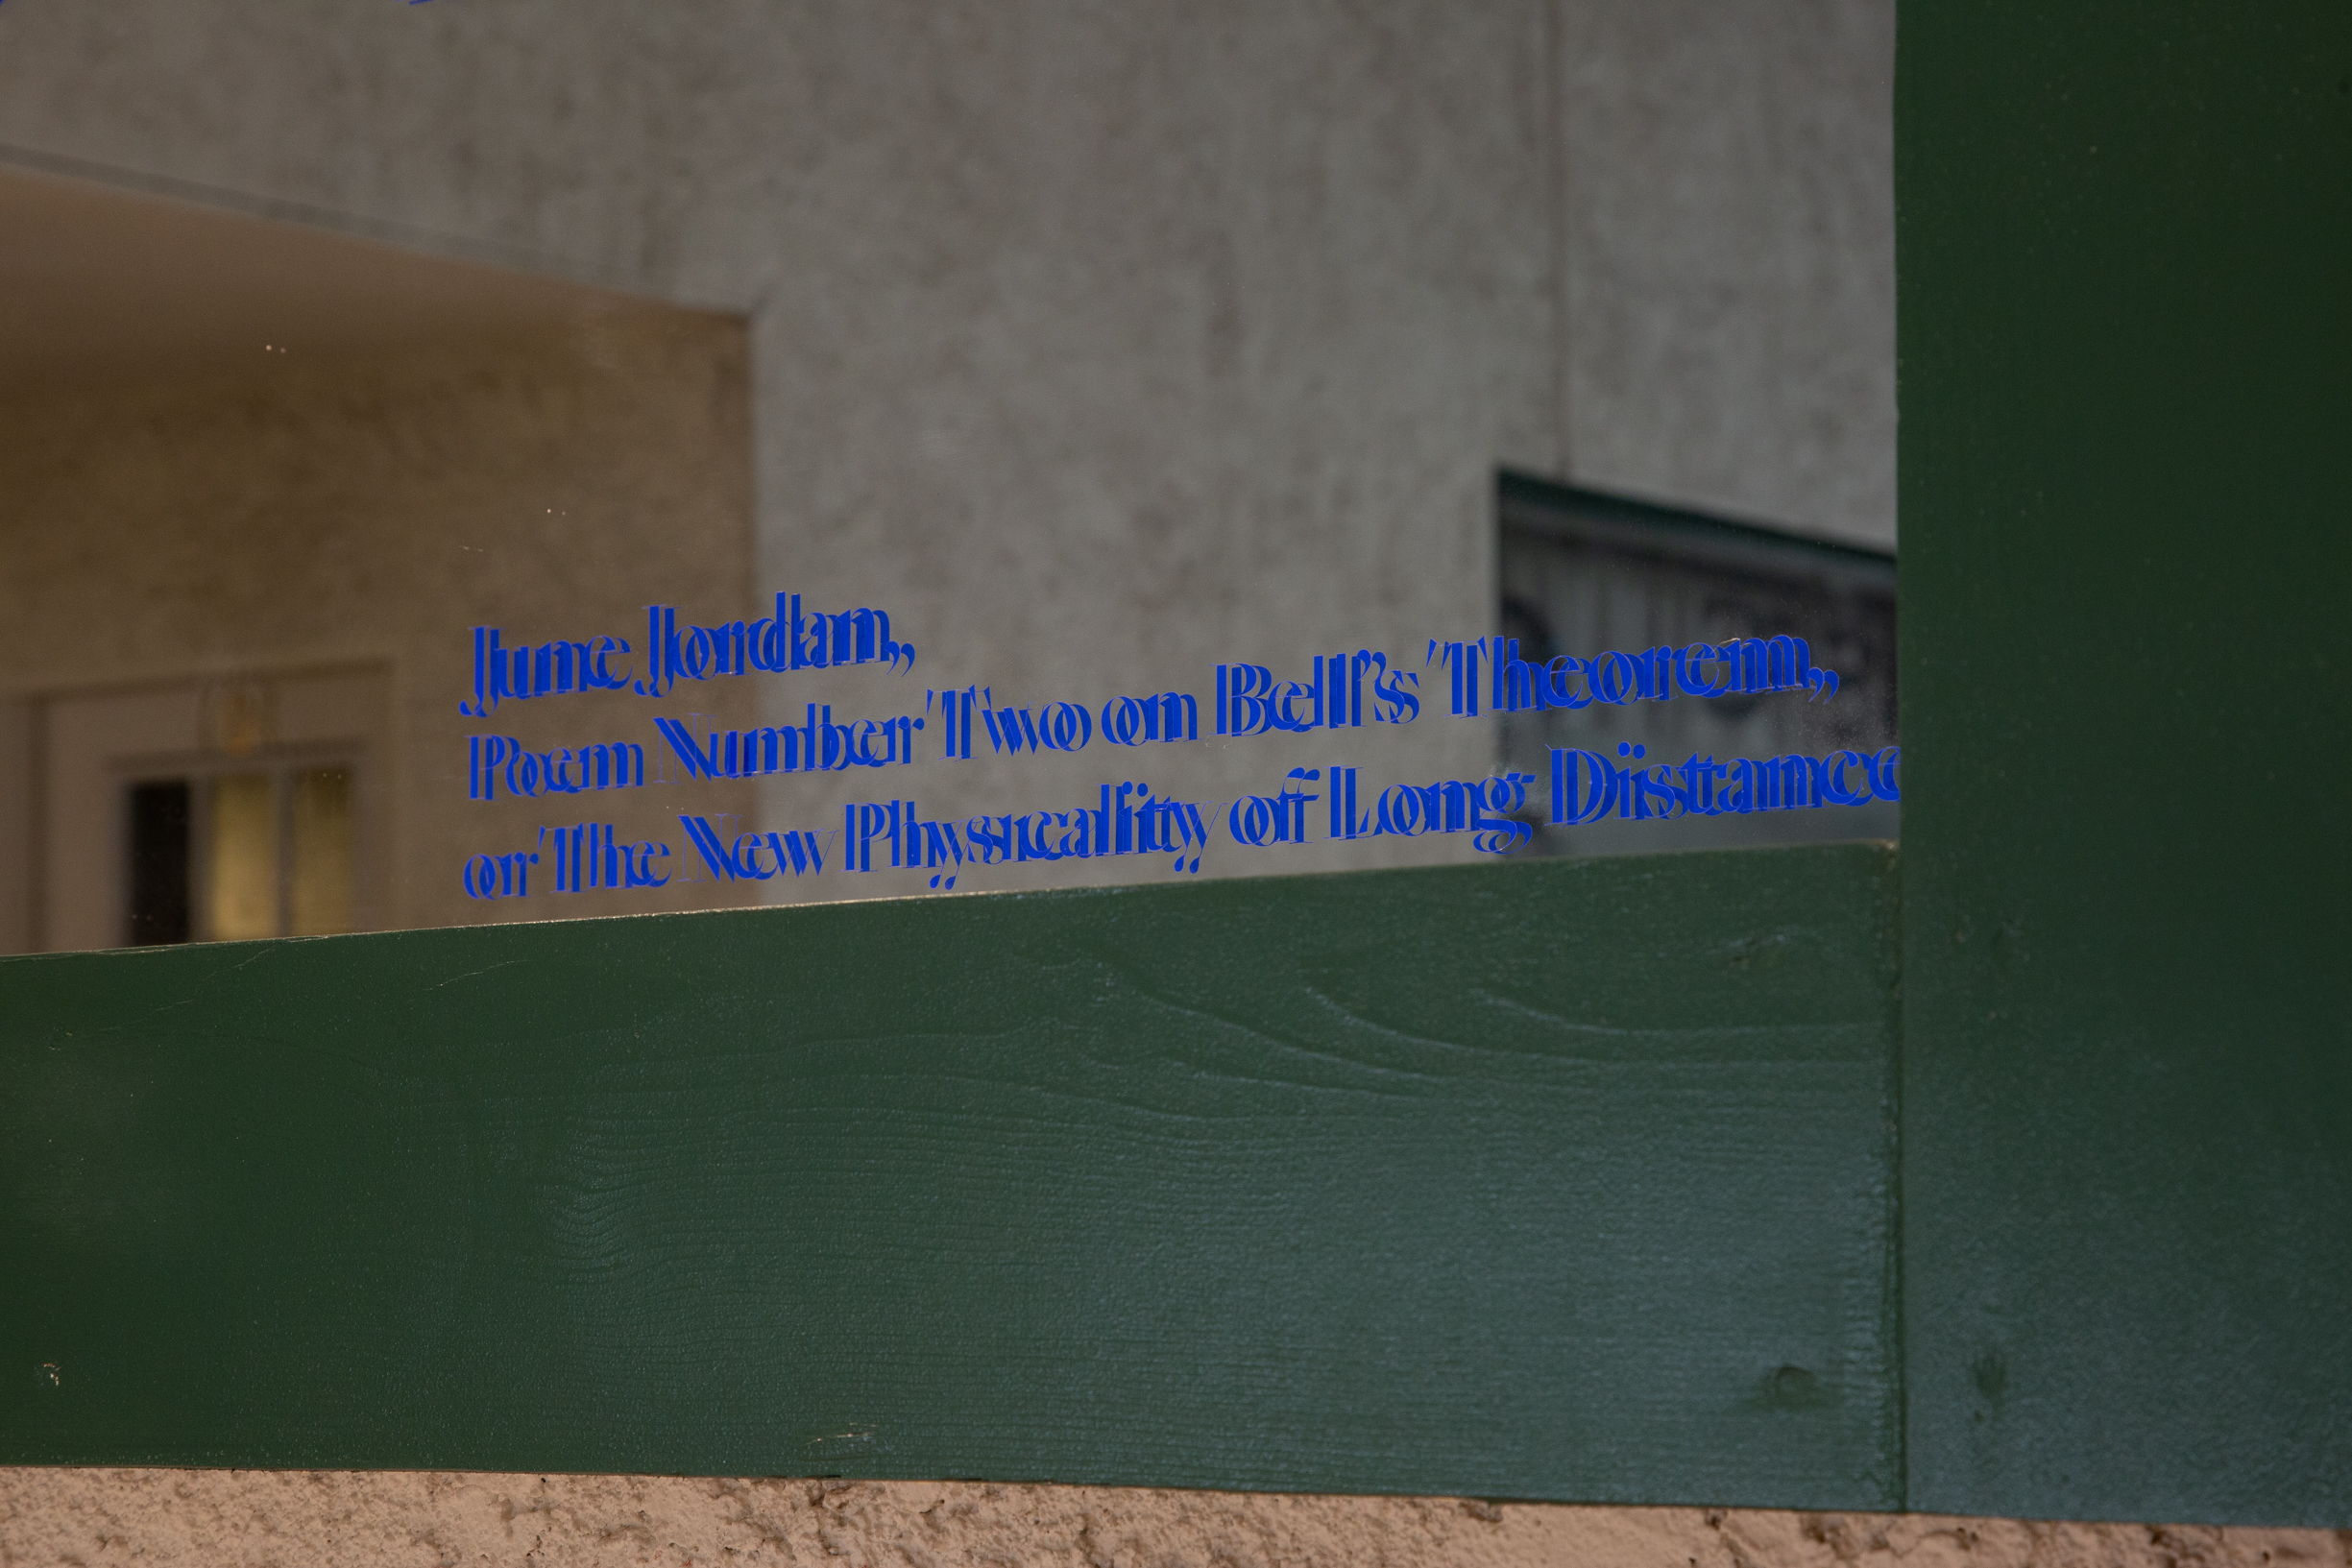 June Jordan,
Poem Number Two on Bell's Theorem,
or The New Physicality of Long Distance